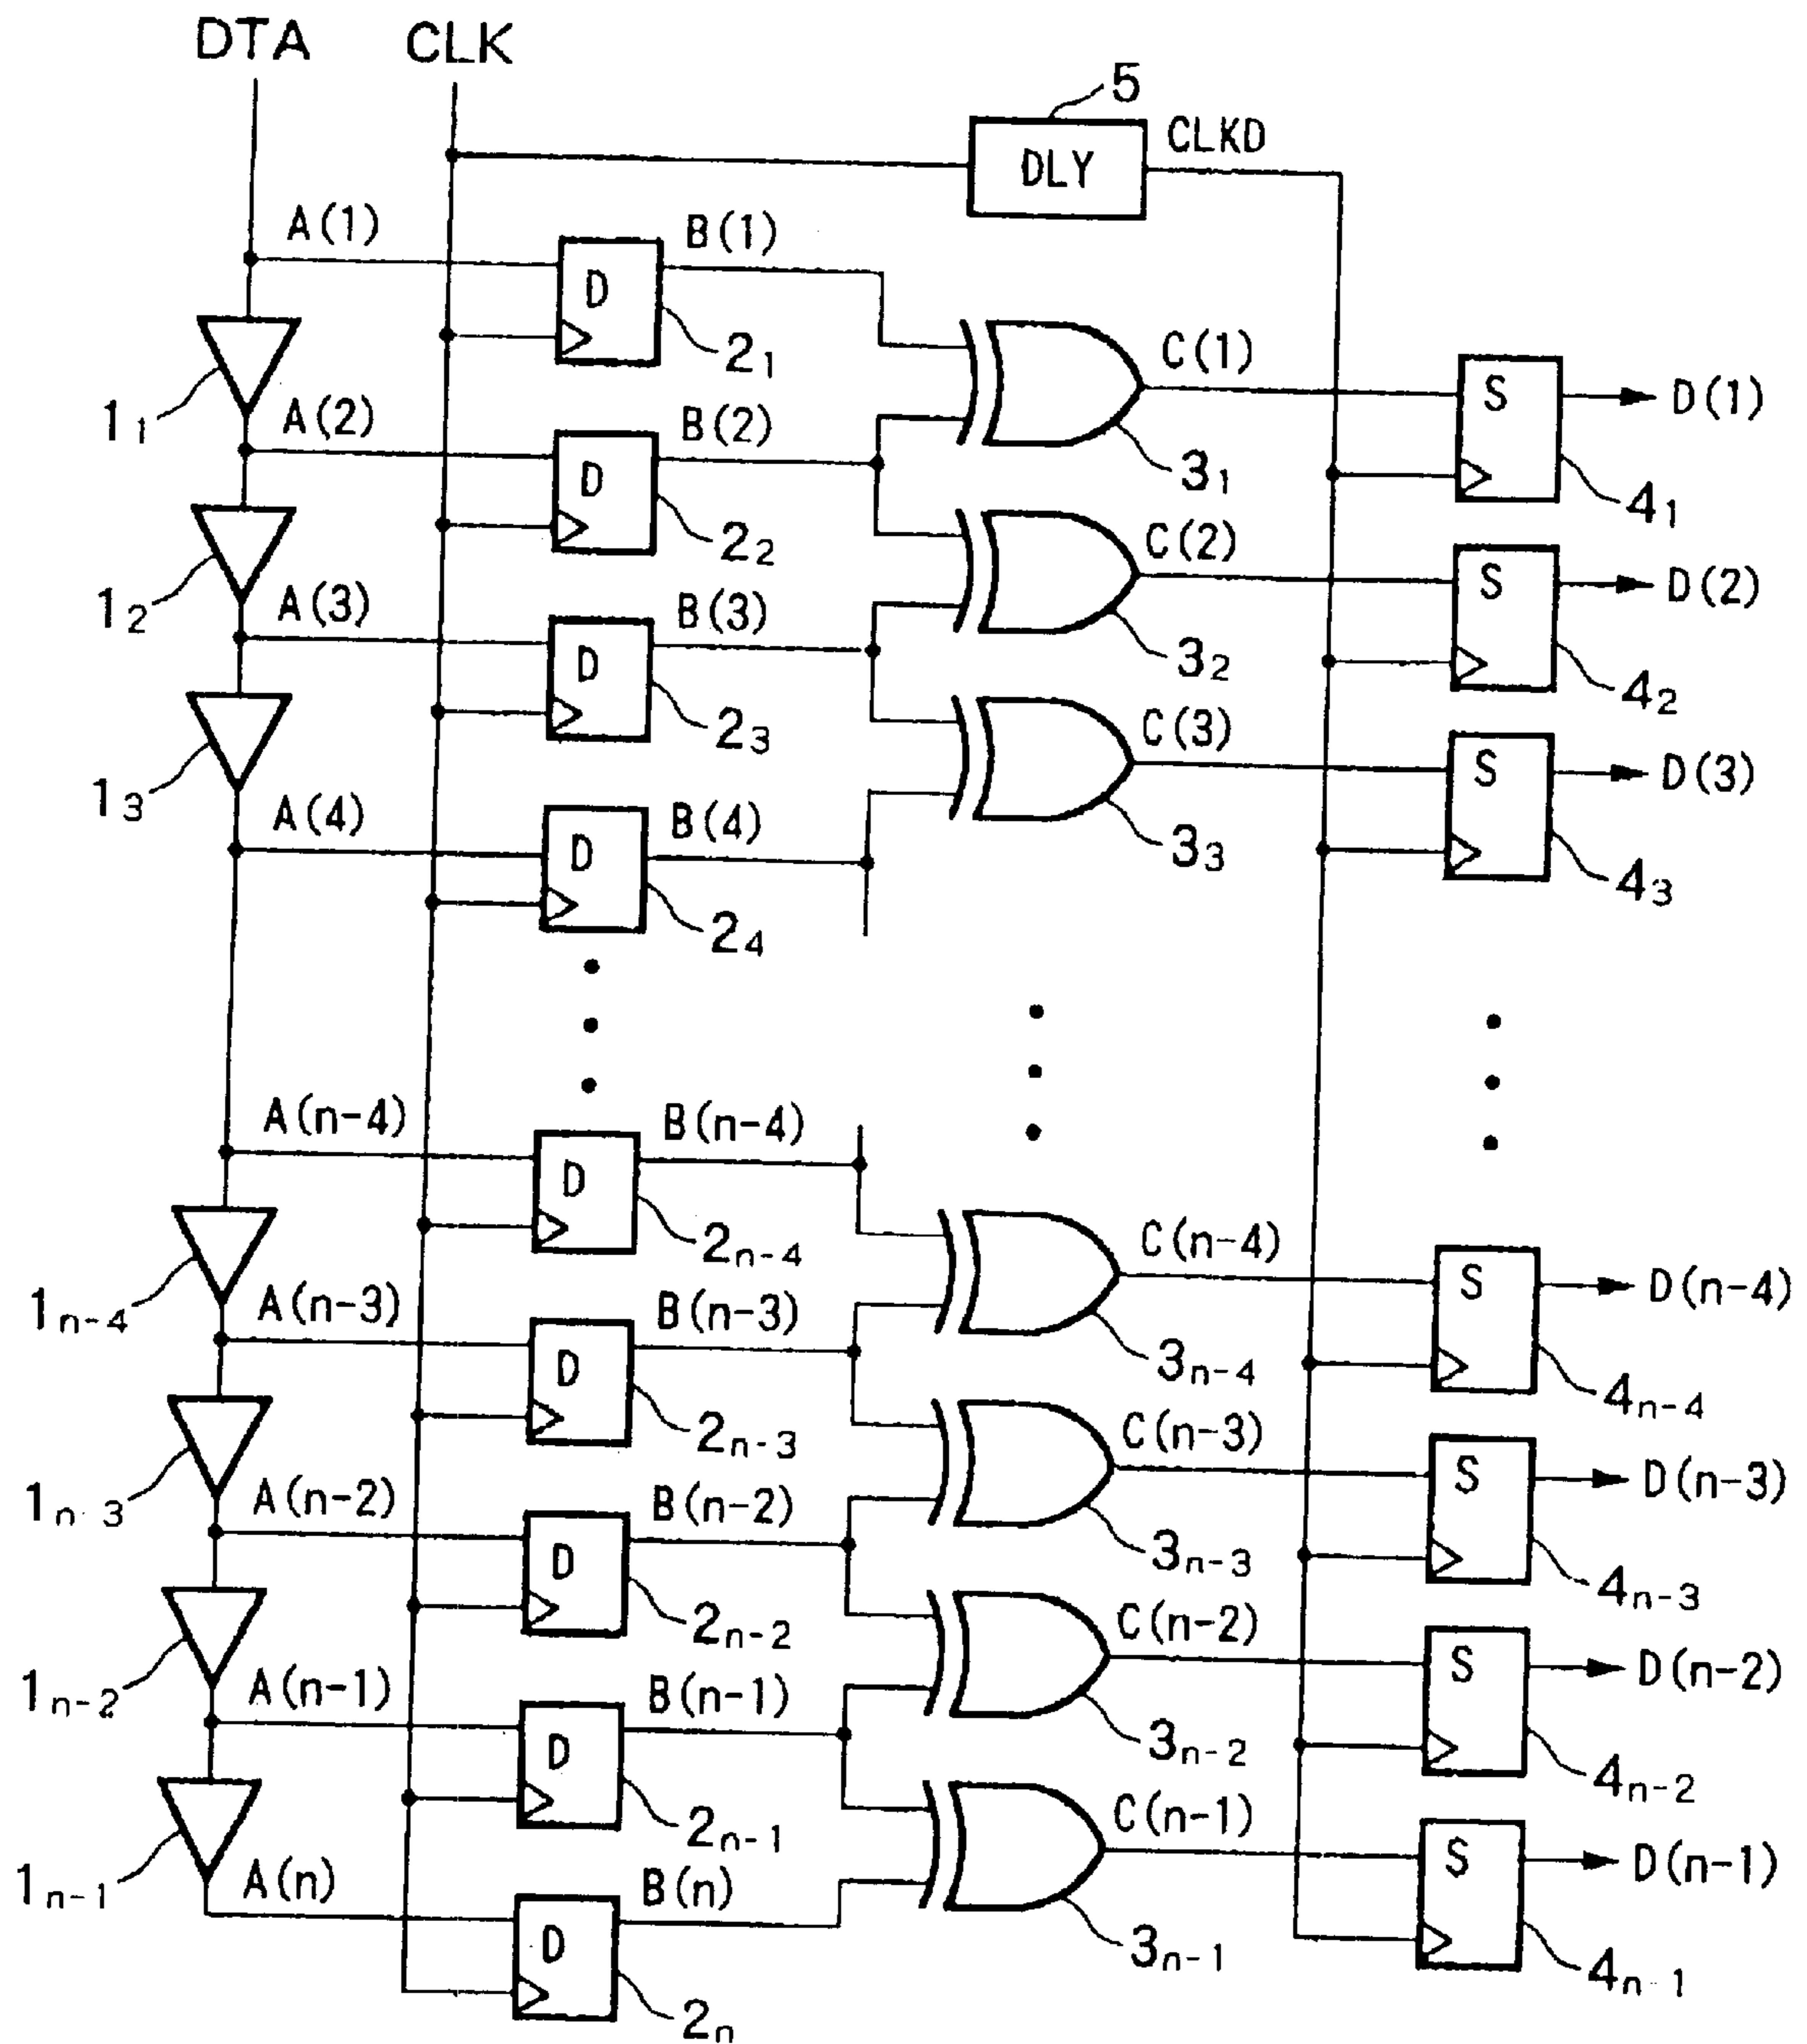 DTA CLK
5
DLY CLKD
A(1) B(1)
D
2₁ C(1)
S D(1)
1₁ A(2) B(2)
D 3₁ 4₁
2₂ C(2)
S D(2)
1₂ A(3) B(3)
D 3₂ 4₂
2₃ C(3)
S D(3)
1₃ A(4) B(4)
D 3₃ 4₃
2₄
A(n-4) B(n-4)
D
2n-4 C(n-4)
S D(n-4)
1n-4 A(n-3) B(n-3)
D 3n-4 4n-4
2n-3 C(n-3)
S D(n-3)
1n-3 A(n-2) B(n-2)
D 3n-3 4n-3
2n-2 C(n-2)
S D(n-2)
1n-2 A(n-1) B(n-1)
D 3n-2 4n-2
2n-1 C(n-1)
S D(n-1)
1n-1 A(n) B(n)
D 3n-1 4n-1
2n